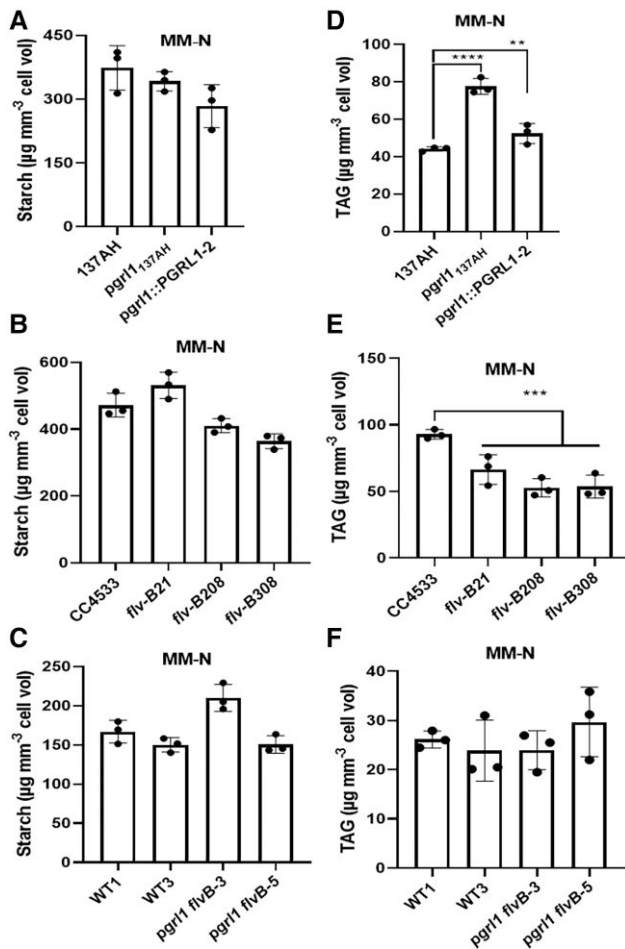 A
MM-N
Starch (µg mm⁻³ cell vol)
450
300
150
0
137AH
pgrl1₁₃₇AH
pgrl1::PGRL1-2
D
MM-N
TAG (µg mm⁻³ cell vol)
100
80
60
40
20
0
****
**
137AH
pgrl1₁₃₇AH
pgrl1::PGRL1-2
B
MM-N
Starch (µg mm⁻³ cell vol)
600
400
200
0
CC4533
flv-B21
flv-B208
flv-B308
E
MM-N
TAG (µg mm⁻³ cell vol)
150
100
50
0
***
CC4533
flv-B21
flv-B208
flv-B308
C
MM-N
Starch (µg mm⁻³ cell vol)
250
200
150
100
50
0
WT1
WT3
pgrl1 flvB-3
pgrl1 flvB-5
F
MM-N
TAG (µg mm⁻³ cell vol)
40
30
20
10
0
WT1
WT3
pgrl1 flvB-3
pgrl1 flvB-5